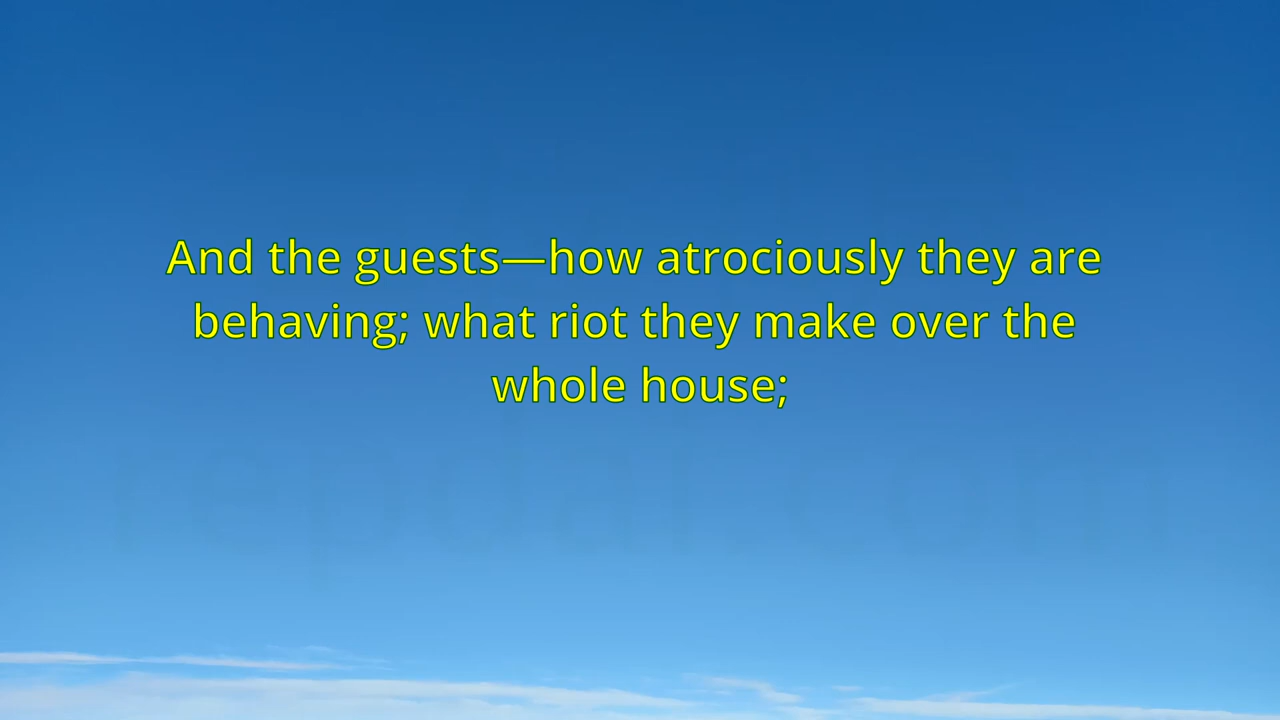 And the guests—how atrociously they are
behaving; what riot they make over the
whole house;